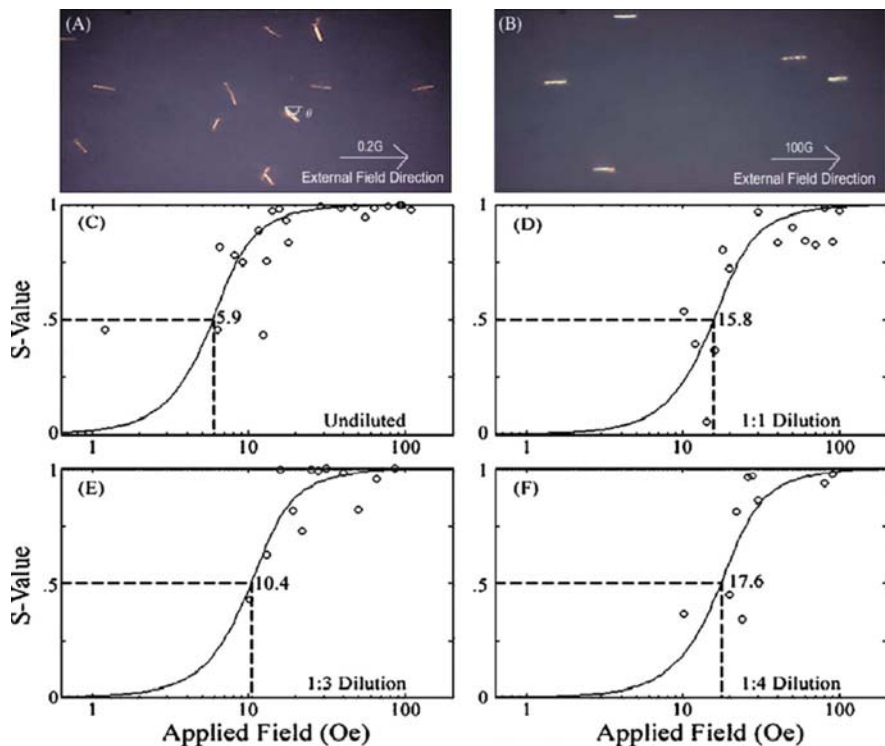 (A)
θ
0.2G
External Field Direction
(B)
100G
External Field Direction
S-Value
1
.5
0
(C)
5.9
Undiluted
1 10 100
1
.5
0
(D)
15.8
1:1 Dilution
1 10 100
S-Value
1
.5
0
(E)
10.4
1:3 Dilution
1 10 100
Applied Field (Oe)
1
.5
0
(F)
17.6
1:4 Dilution
1 10 100
Applied Field (Oe)